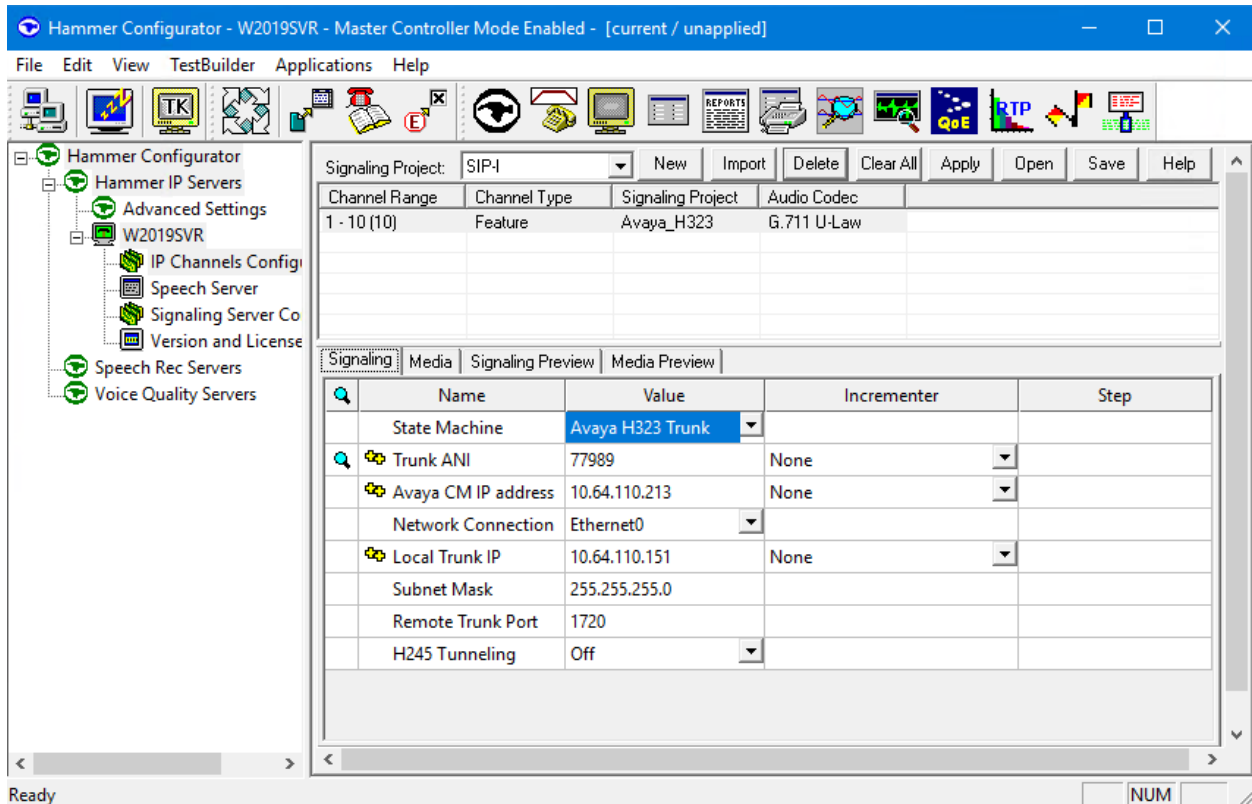 Hammer Configurator - W2019SVR - Master Controller Mode Enabled - [current / unapplied]
File Edit View TestBuilder Applications Help
TK E REPORTS QoE RTP
Hammer Configurator
Hammer IP Servers
Advanced Settings
W2019SVR
IP Channels Configu
Speech Server
Signaling Server Co
Version and License
Speech Rec Servers
Voice Quality Servers
Signaling Project: SIP-I New Import Delete Clear All Apply Open Save Help
Channel Range Channel Type Signaling Project Audio Codec
1 - 10 (10) Feature Avaya_H323 G.711 U-Law
Signaling Media Signaling Preview Media Preview
Name Value Incrementer Step
State Machine Avaya H323 Trunk
Trunk ANI 77989 None
Avaya CM IP address 10.64.110.213 None
Network Connection Ethernet0
Local Trunk IP 10.64.110.151 None
Subnet Mask 255.255.255.0
Remote Trunk Port 1720
H245 Tunneling Off
Ready NUM